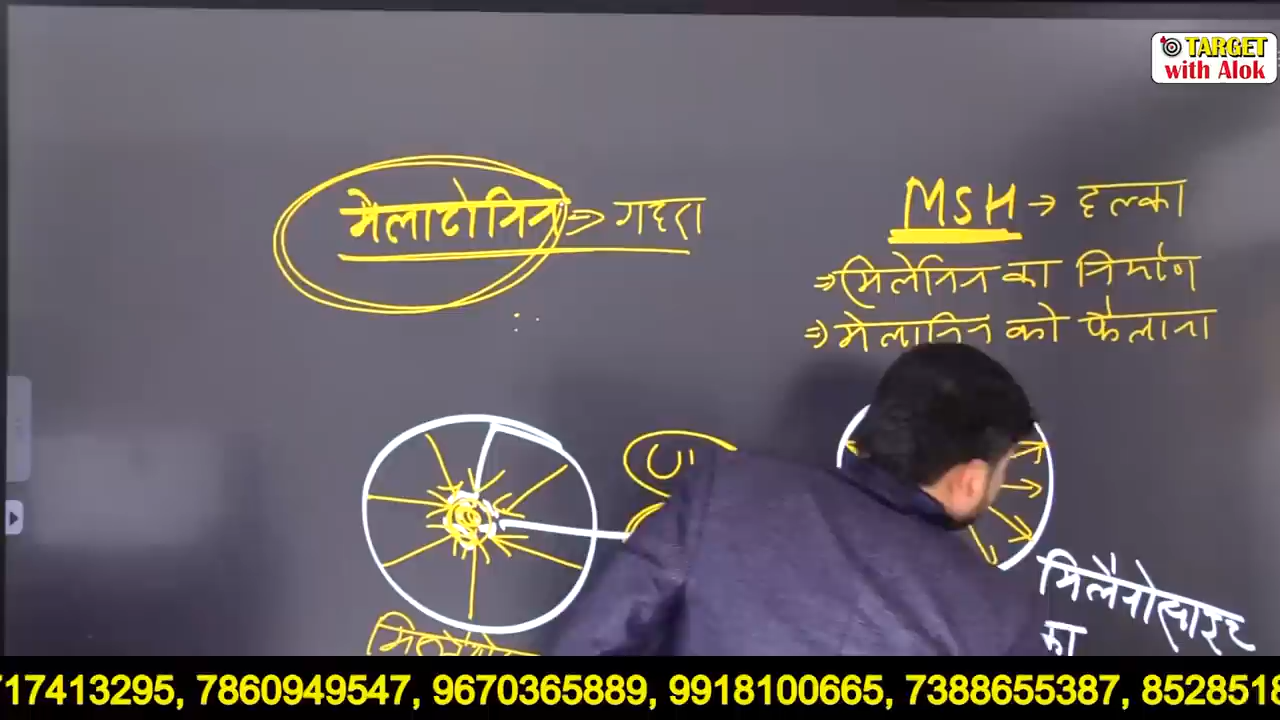 TARGET
with Alok
मैलाटोनिन => गहरा
MSH → हल्का
=> मिलेनिन का निर्माण
=> मेलानिन को फैलाना
मिलैनोसाइट
का
717413295, 7860949547, 9670365889, 9918100665, 7388655387, 8528518